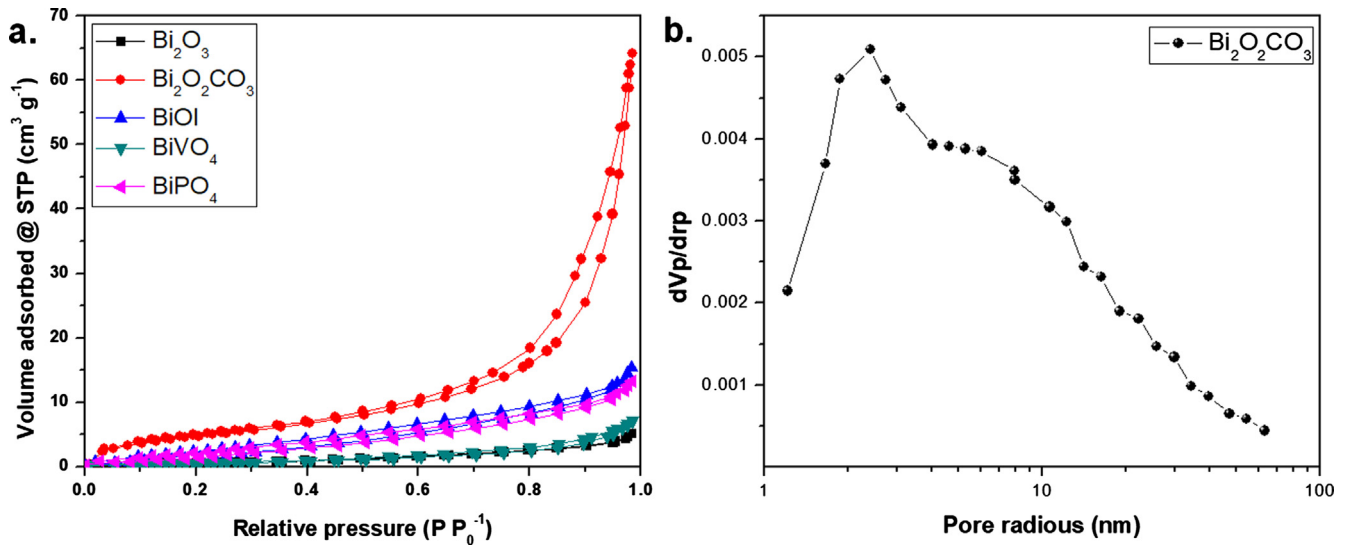 a.
Bi2O3
Bi2O2CO3
BiOI
BiVO4
BiPO4
Volume adsorbed @ STP (cm3 g-1)
70
60
50
40
30
20
10
0
0.0 0.2 0.4 0.6 0.8 1.0
Relative pressure (P P0-1)
b.
Bi2O2CO3
dVp/drp
0.005
0.004
0.003
0.002
0.001
1 10 100
Pore radious (nm)